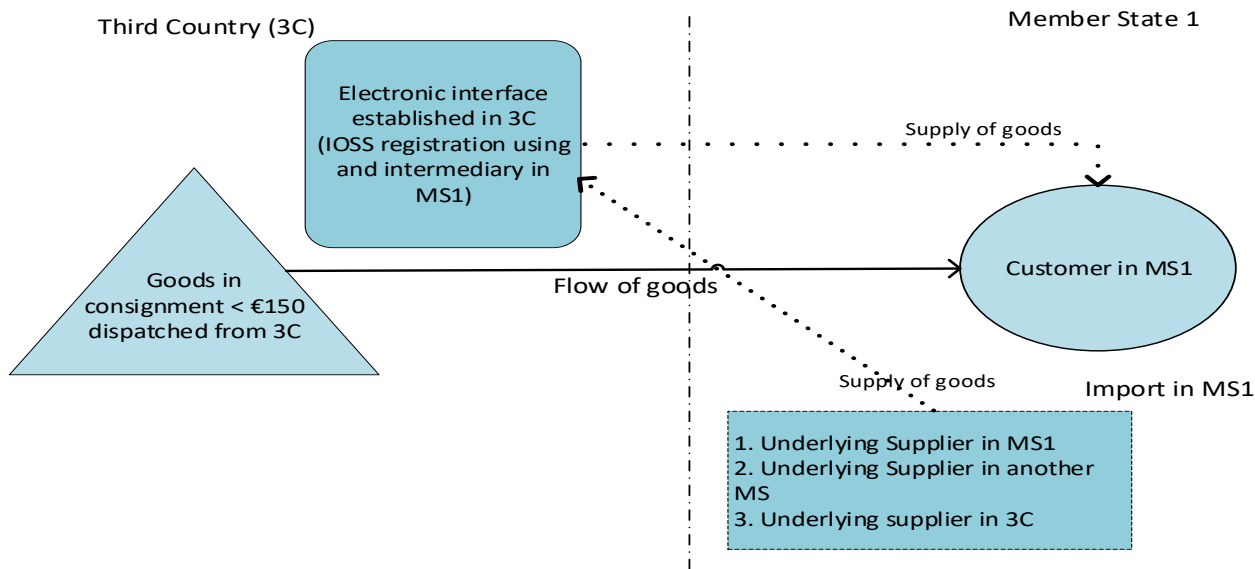 Third Country (3C)
Member State 1
Electronic interface
established in 3C
(IOSS registration using
and intermediary in
MS1)
Supply of goods
Goods in
consignment < €150
dispatched from 3C
Flow of goods
Customer in MS1
Supply of goods
Import in MS1
1. Underlying Supplier in MS1
2. Underlying Supplier in another
MS
3. Underlying supplier in 3C